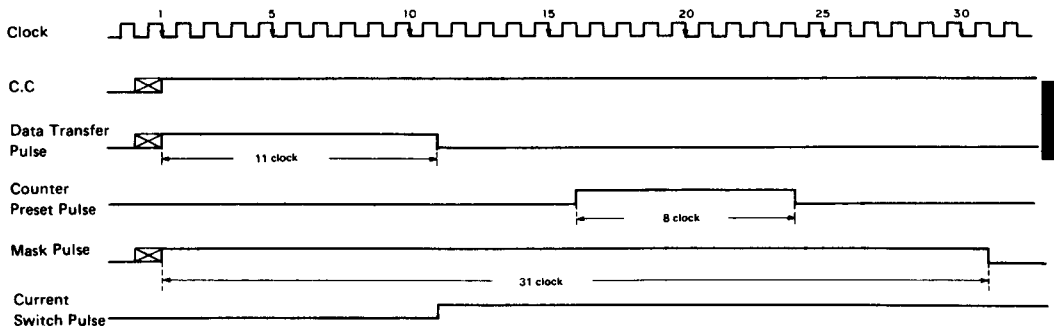 1 5 10 15 20 25 30
Clock
C.C
Data Transfer
Pulse
11 clock
Counter
Preset Pulse
8 clock
Mask Pulse
31 clock
Current
Switch Pulse